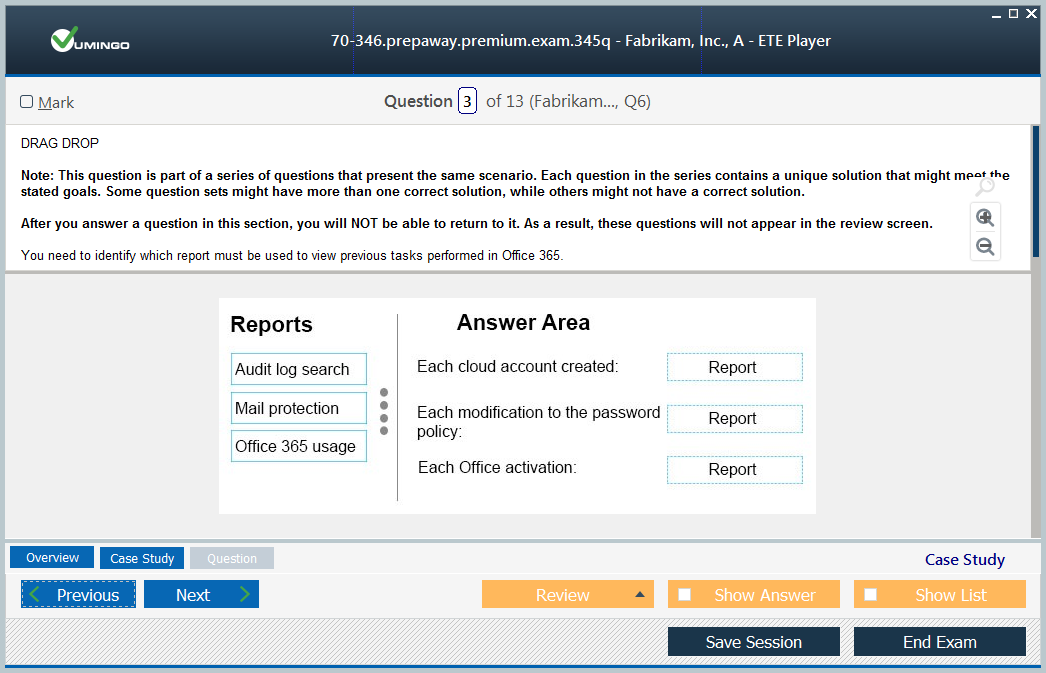 VUMINGO
70-346.prepaway.premium.exam.345q - Fabrikam, Inc., A - ETE Player
Mark
Question 3 of 13 (Fabrikam..., Q6)
DRAG DROP
Note: This question is part of a series of questions that present the same scenario. Each question in the series contains a unique solution that might meet the
stated goals. Some question sets might have more than one correct solution, while others might not have a correct solution.
After you answer a question in this section, you will NOT be able to return to it. As a result, these questions will not appear in the review screen.
You need to identify which report must be used to view previous tasks performed in Office 365.
Reports
Audit log search
Mail protection
Office 365 usage
Answer Area
Each cloud account created:
Report
Each modification to the password
policy:
Report
Each Office activation:
Report
Overview
Case Study
Question
Case Study
Previous
Next
Review
Show Answer
Show List
Save Session
End Exam